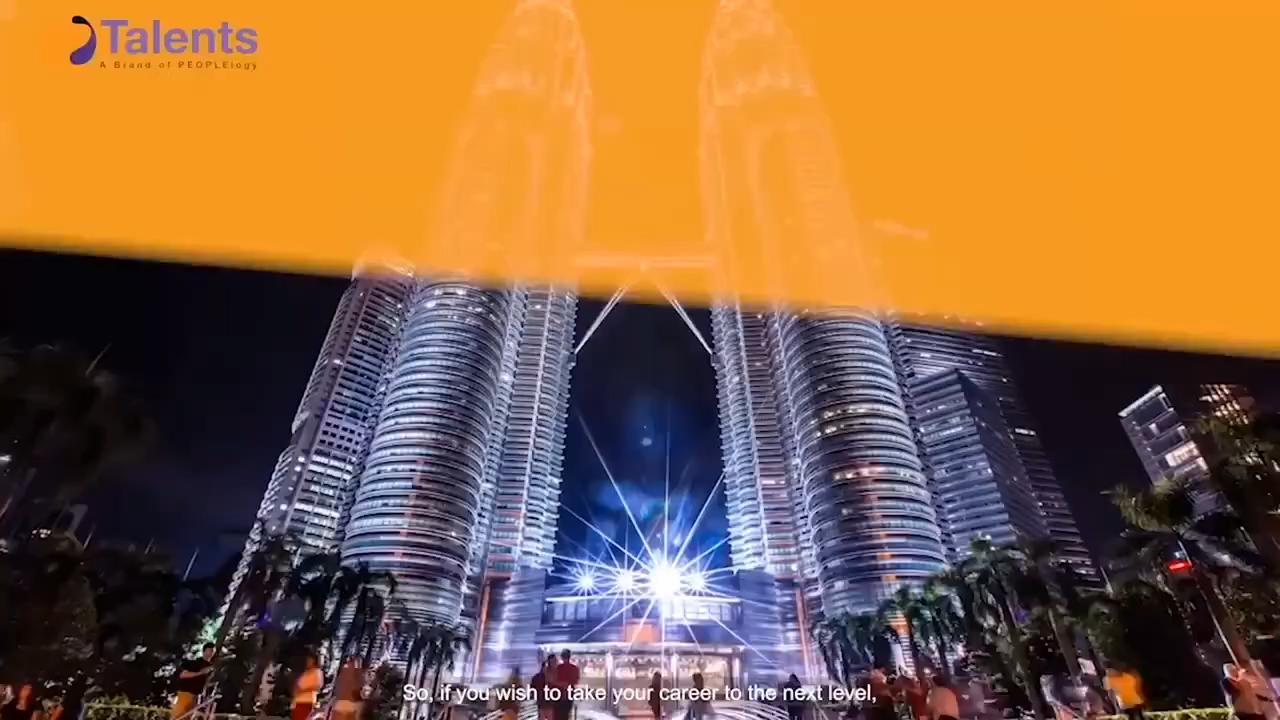 Talents
A Brand of PEOPLElogy
So, if you wish to take your career to the next level,